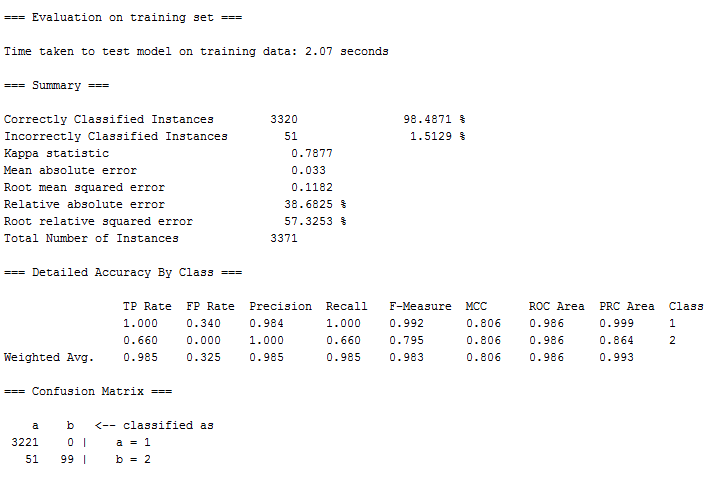 === Evaluation on training set ===
Time taken to test model on training data: 2.07 seconds
=== Summary ===
Correctly Classified Instances        3320               98.4871 %
Incorrectly Classified Instances        51                1.5129 %
Kappa statistic                          0.7877
Mean absolute error                      0.033
Root mean squared error                  0.1182
Relative absolute error                 38.6825 %
Root relative squared error             57.3253 %
Total Number of Instances             3371
=== Detailed Accuracy By Class ===
                 TP Rate  FP Rate  Precision  Recall   F-Measure  MCC      ROC Area  PRC Area  Class
                 1.000    0.340    0.984      1.000    0.992      0.806    0.986     0.999     1
                 0.660    0.000    1.000      0.660    0.795      0.806    0.986     0.864     2
Weighted Avg.    0.985    0.325    0.985      0.985    0.983      0.806    0.986     0.993
=== Confusion Matrix ===
    a    b   <-- classified as
 3221    0 |    a = 1
   51   99 |    b = 2